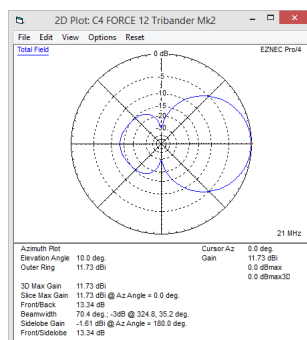 2D Plot: C4 FORCE 12 Tribander Mk2
File Edit View Options Reset
Total Field
EZNEC Pro/4
0 dB
-5
-10
-15
-20
-30
21 MHz
Azimuth Plot
Elevation Angle 10.0 deg.
Outer Ring 11.73 dBi
Cursor Az 0.0 deg.
Gain 11.73 dBi
0.0 dBmax
0.0 dBmax3D
3D Max Gain 11.73 dBi
Slice Max Gain 11.73 dBi @ Az Angle = 0.0 deg.
Front/Back 13.34 dB
Beamwidth 70.4 deg.; -3dB @ 324.8, 35.2 deg.
Sidelobe Gain -1.61 dBi @ Az Angle = 180.0 deg.
Front/Sidelobe 13.34 dB